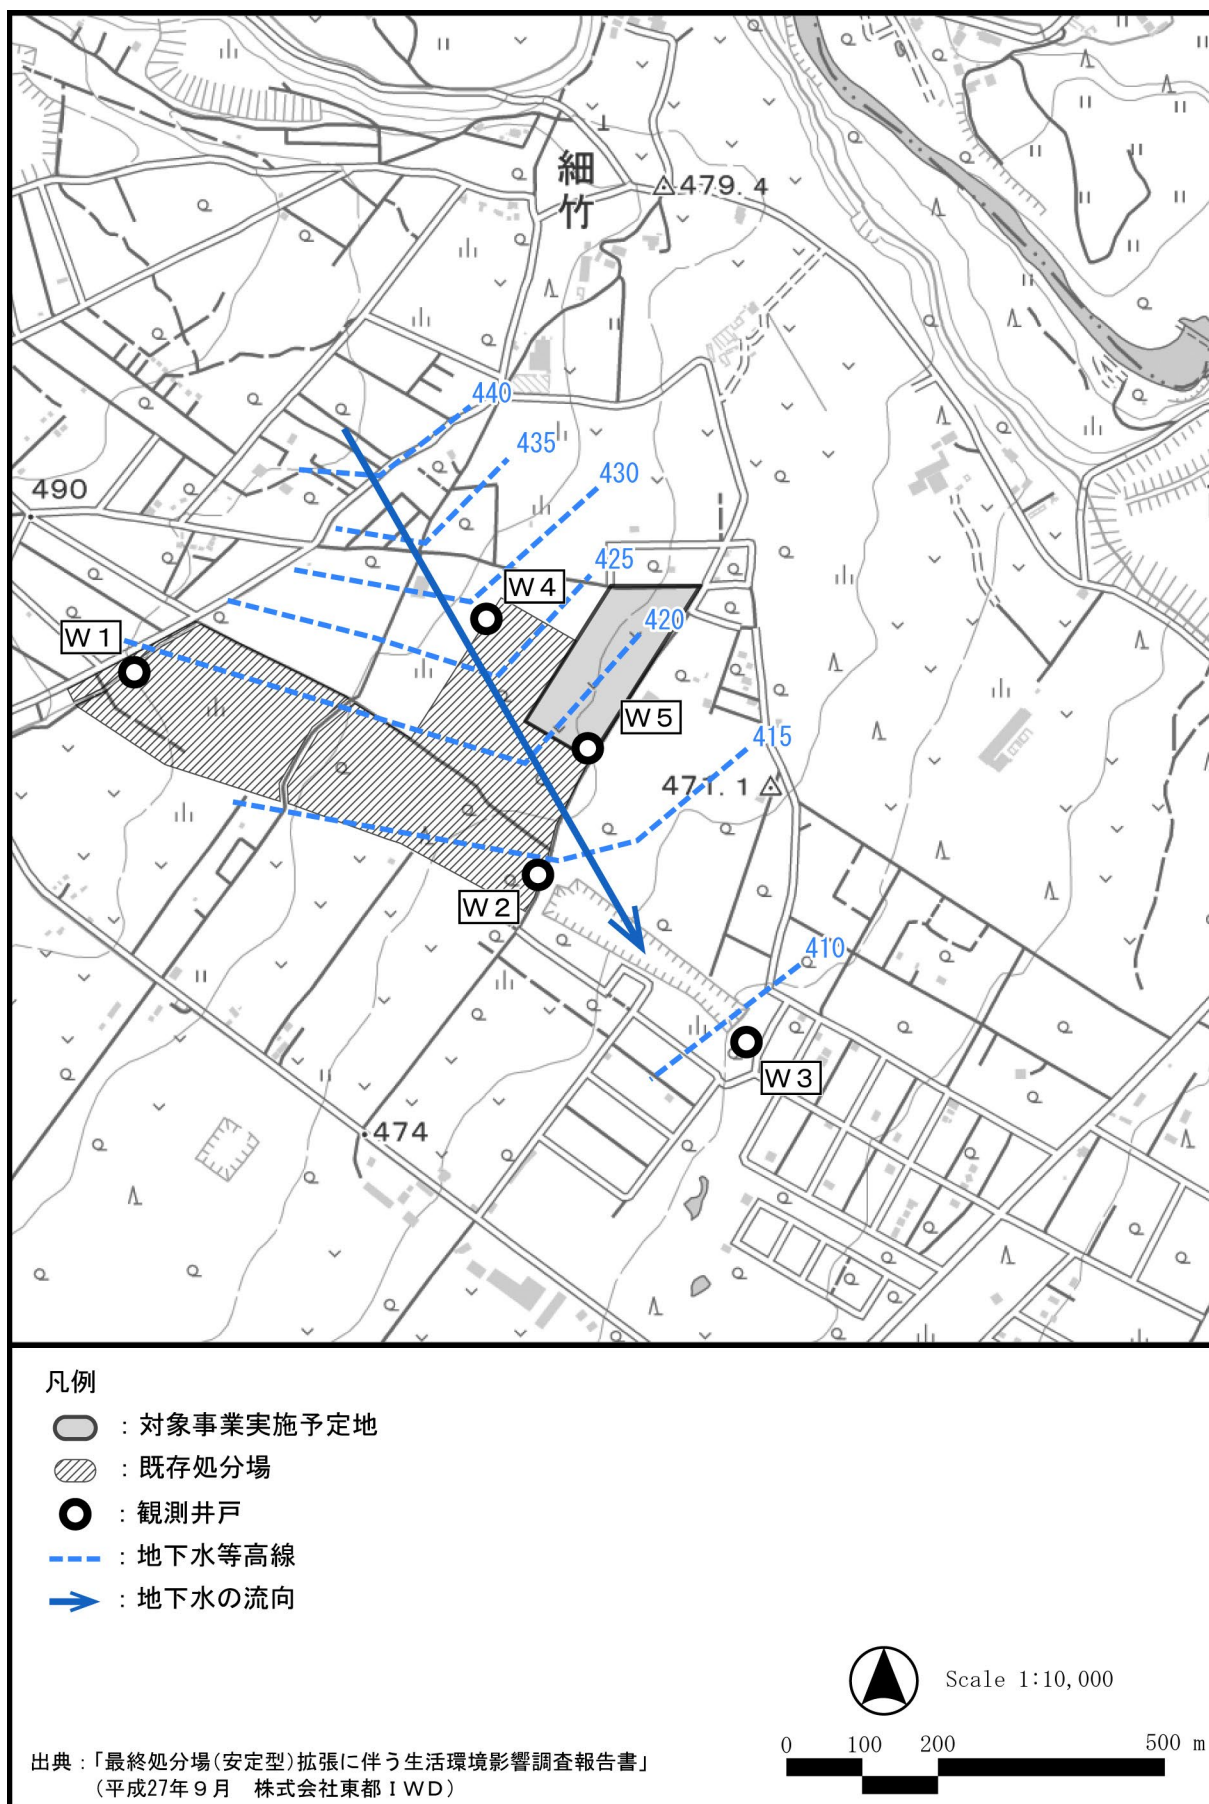 細竹
479.4
440
435
430
490
425
W4
420
W1
W5
415
471.1
W2
410
W3
474
凡例
：対象事業実施予定地
：既存処分場
：観測井戸
：地下水等高線
：地下水の流向
Scale 1:10,000
0 100 200 500 m
出典：「最終処分場(安定型)拡張に伴う生活環境影響調査報告書」
（平成27年９月　株式会社東都ＩＷＤ）